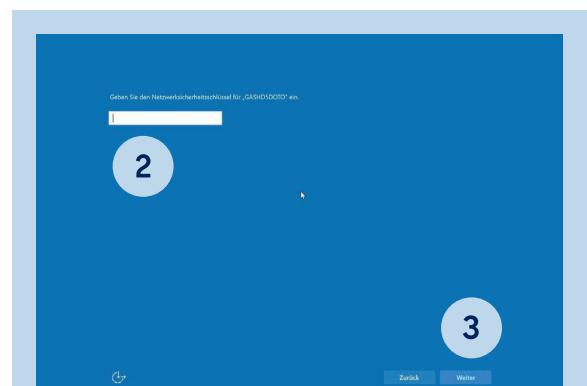 Geben Sie den Netzwerksicherheitsschlüssel für „GASHDSDOTO“ ein.
2
3
Zurück Weiter